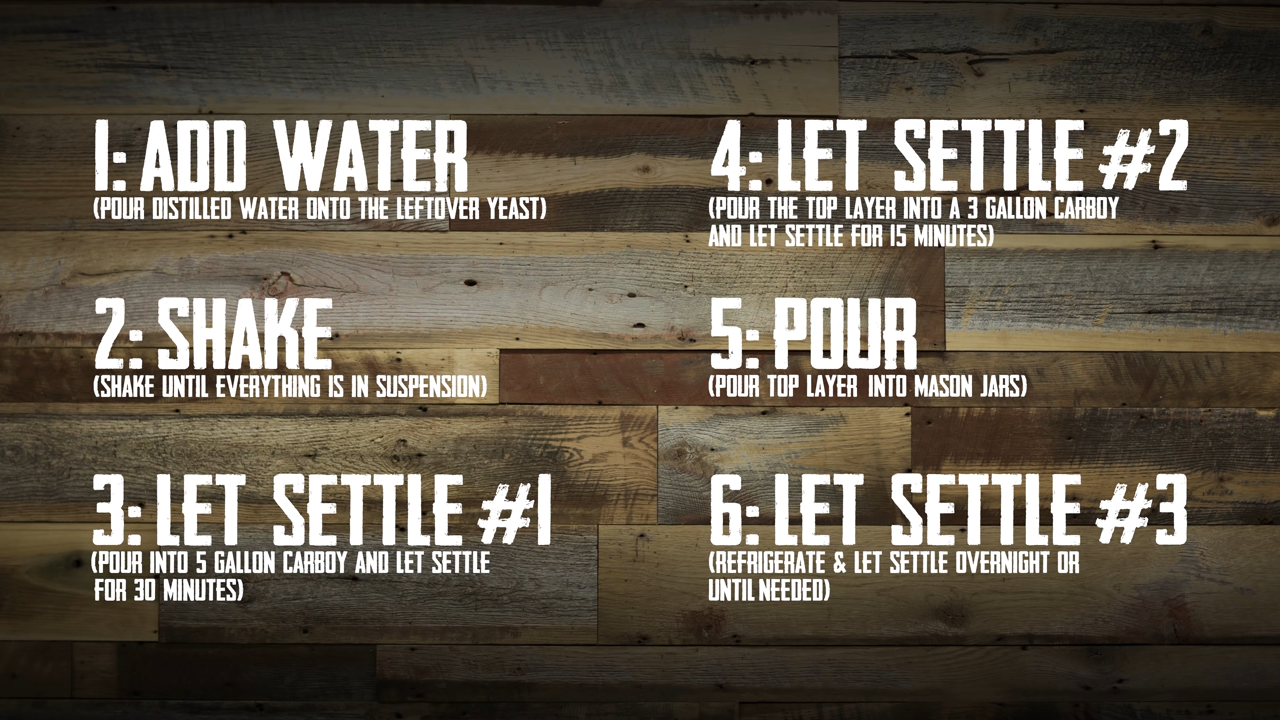 1: ADD WATER
(POUR DISTILLED WATER ONTO THE LEFTOVER YEAST)
2: SHAKE
(SHAKE UNTIL EVERYTHING IS IN SUSPENSION)
3: LET SETTLE #1
(POUR INTO 5 GALLON CARBOY AND LET SETTLE
FOR 30 MINUTES)
4: LET SETTLE #2
(POUR THE TOP LAYER INTO A 3 GALLON CARBOY
AND LET SETTLE FOR 15 MINUTES)
5: POUR
(POUR TOP LAYER INTO MASON JARS)
6: LET SETTLE #3
(REFRIGERATE & LET SETTLE OVERNIGHT OR
UNTIL NEEDED)